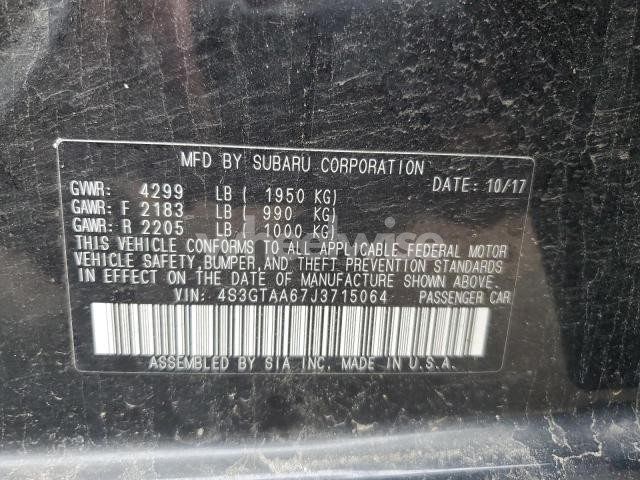 MFD BY SUBARU CORPORATION
DATE: 10/17
GVWR: 4299 LB ( 1950 KG)
GAWR: F 2183 LB ( 990 KG)
GAWR: R 2205 LB ( 1000 KG)
THIS VEHICLE CONFORMS TO ALL APPLICABLE FEDERAL MOTOR
VEHICLE SAFETY,BUMPER AND THEFT PREVENTION STANDARDS
IN EFFECT ON THE DATE OF MANUFACTURE SHOWN ABOVE.
VIN: 4S3GTAA67J3715064 PASSENGER CAR
ASSEMBLED BY SIA INC. MADE IN U.S.A.